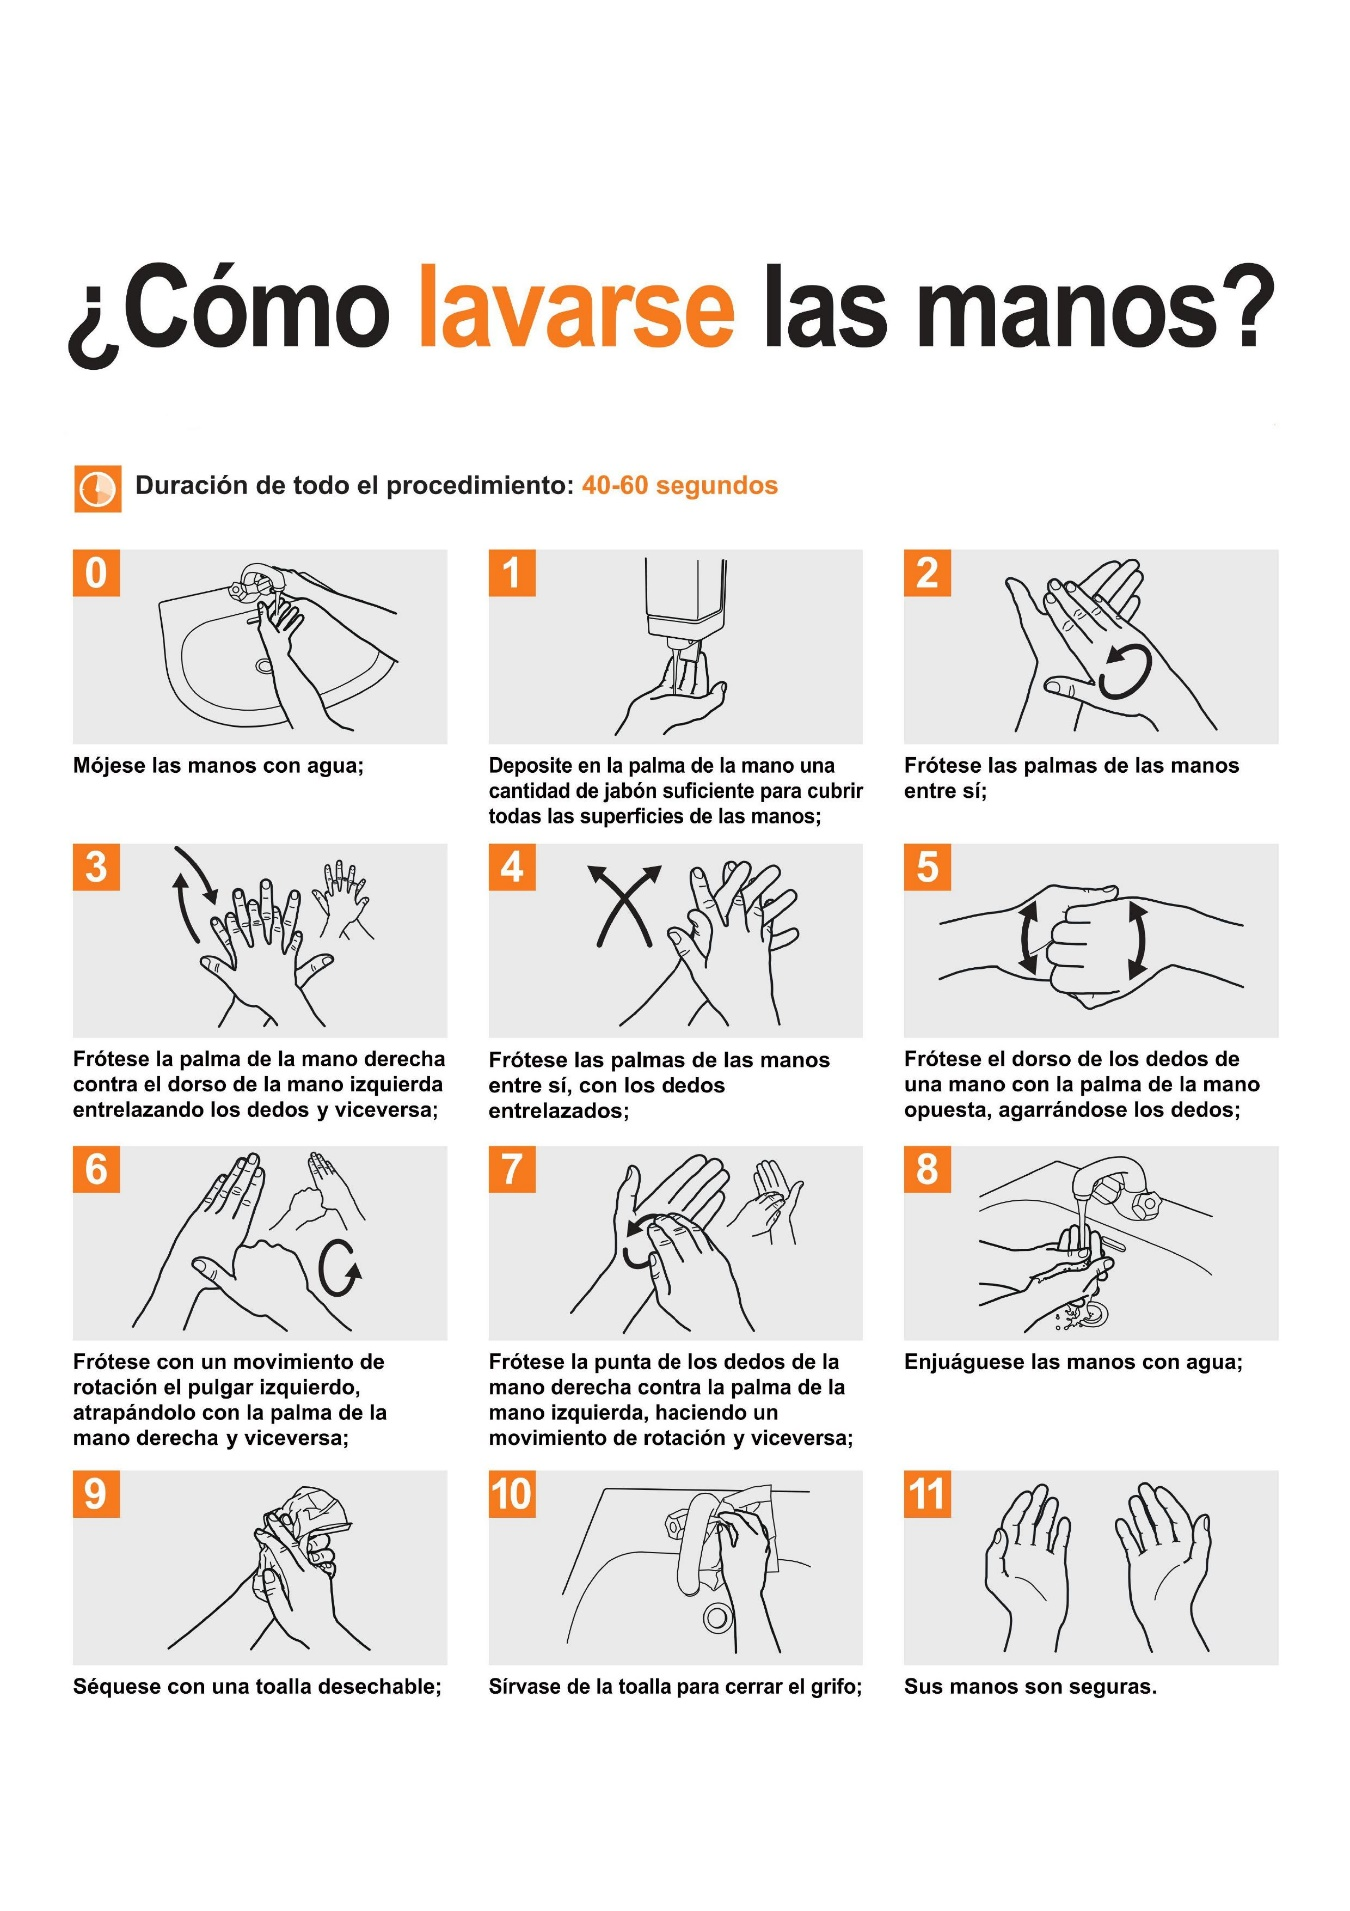 ¿Cómo lavarse las manos?
Duración de todo el procedimiento: 40-60 segundos
0
Mójese las manos con agua;
1
Deposite en la palma de la mano una
cantidad de jabón suficiente para cubrir
todas las superficies de las manos;
2
Frótese las palmas de las manos
entre sí;
3
Frótese la palma de la mano derecha
contra el dorso de la mano izquierda
entrelazando los dedos y viceversa;
4
Frótese las palmas de las manos
entre sí, con los dedos
entrelazados;
5
Frótese el dorso de los dedos de
una mano con la palma de la mano
opuesta, agarrándose los dedos;
6
Frótese con un movimiento de
rotación el pulgar izquierdo,
atrapándolo con la palma de la
mano derecha y viceversa;
7
Frótese la punta de los dedos de la
mano derecha contra la palma de la
mano izquierda, haciendo un
movimiento de rotación y viceversa;
8
Enjuáguese las manos con agua;
9
Séquese con una toalla desechable;
10
Sírvase de la toalla para cerrar el grifo;
11
Sus manos son seguras.